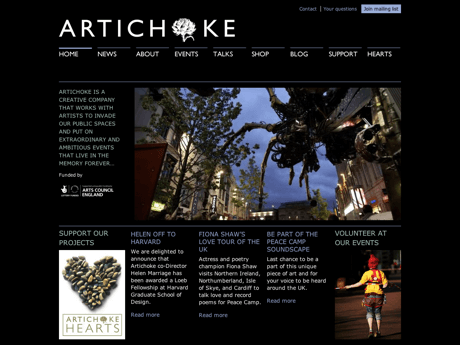 Contact | Your questions Join mailing list
ARTICHOKE
HOME NEWS ABOUT EVENTS TALKS SHOP BLOG SUPPORT HEARTS
ARTICHOKE IS A
CREATIVE COMPANY
THAT WORKS WITH
ARTISTS TO INVADE
OUR PUBLIC SPACES
AND PUT ON
EXTRAORDINARY AND
AMBITIOUS EVENTS
THAT LIVE IN THE
MEMORY FOREVER...
Funded by
ARTS COUNCIL
ENGLAND
SUPPORT OUR
PROJECTS
ARTICHOKE
HEARTS
HELEN OFF TO
HARVARD
We are delighted to
announce that
Artichoke co-Director
Helen Marriage has
been awarded a Loeb
Fellowship at Harvard
Graduate School of
Design.
Read more
FIONA SHAW'S
LOVE TOUR OF THE
UK
Actress and poetry
champion Fiona Shaw
visits Northern Ireland,
Northumberland, Isle
of Skye, and Cardiff to
talk love and record
poems for Peace Camp.
Read more
BE PART OF THE
PEACE CAMP
SOUNDSCAPE
Last chance to be a
part of this unique
piece of art and for
your voice to be heard
around the UK.
Read more
VOLUNTEER AT
OUR EVENTS